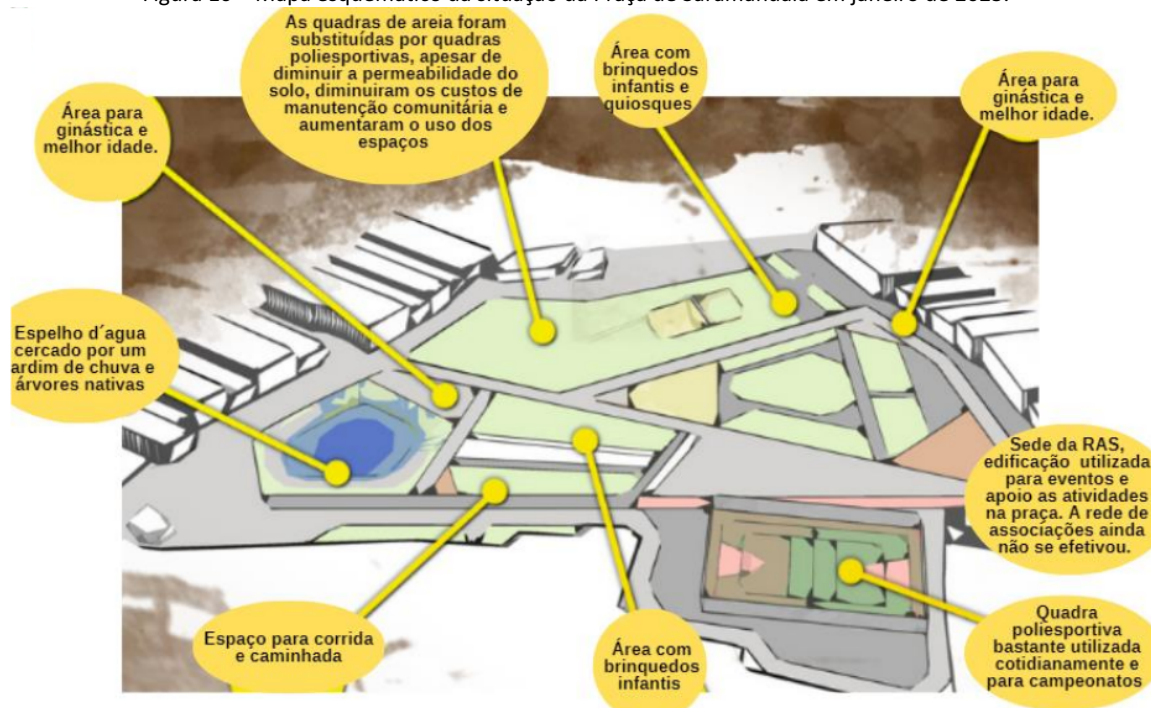 As quadras de areia foram
substituídas por quadras
poliesportivas, apesar de
diminuir a permeabilidade do
solo, diminuiram os custos de
manutenção comunitária e
aumentaram o uso dos
espaços
Área com
brinquedos
infantis e
quiosques
Área para
ginástica e
melhor idade.
Área para
ginástica e
melhor idade.
Espelho d´agua
cercado por um
ardim de chuva e
árvores nativas
Sede da RAS,
edificação utilizada
para eventos e
apoio as atividades
na praça. A rede de
associações ainda
não se efetivou.
Espaço para corrida
e caminhada
Área com
brinquedos
infantis
Quadra
poliesportiva
bastante utilizada
cotidianamente e
para campeonatos